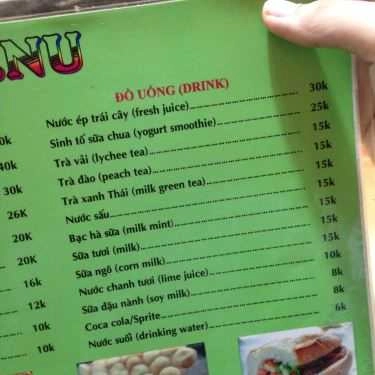 ENU
ĐỒ UỐNG (DRINK)
Nước ép trái cây (fresh juice) 30k
Sinh tố sữa chua (yogurt smoothie) 25k
Trà vải (lychee tea) 15k
Trà đào (peach tea) 15k
Trà xanh Thái (milk green tea) 15k
Nước sấu 15k
Bạc hà sữa (milk mint) 15k
Sữa tươi (milk) 15k
Sữa ngô (corn milk) 15k
Nước chanh tươi (lime juice) 10k
Sữa đậu nành (soy milk) 8k
Coca cola/Sprite 8k
Nước suối (drinking water) 6k
0k
40k
30k
26K
20K
20K
16k
12k
10k
10k